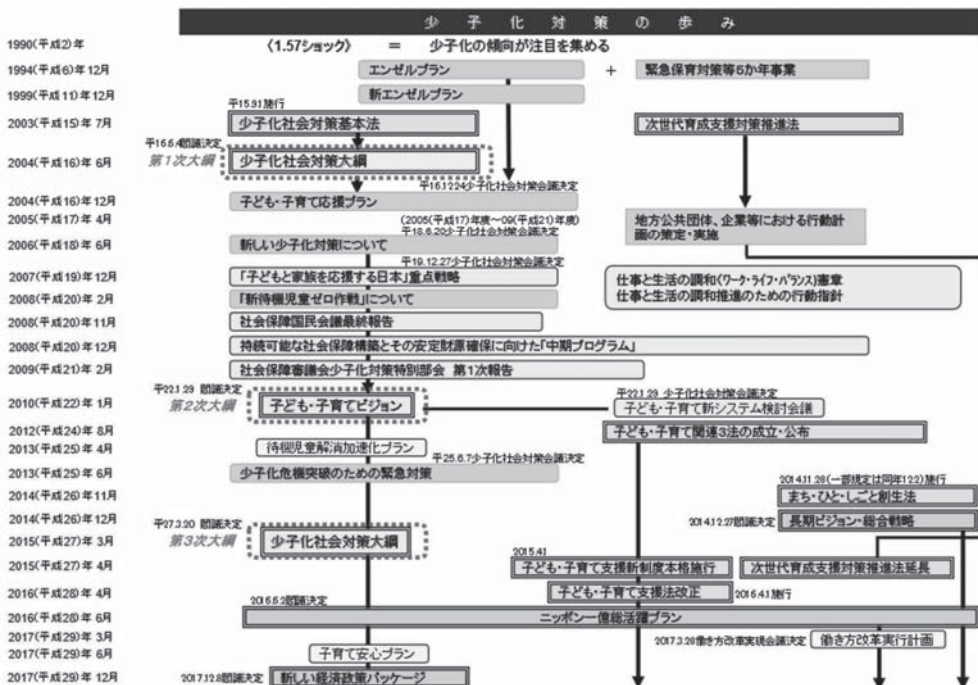 少子化対策の歩み
1990(平成2)年
〈1.57ショック〉 = 少子化の傾向が注目を集める
1994(平成6)年12月
エンゼルプラン
+
緊急保育対策等5か年事業
1999(平成11)年12月
新エンゼルプラン
平15.9.1施行
2003(平成15)年7月
少子化社会対策基本法
次世代育成支援対策推進法
平16.6.4閣議決定
第1次大綱
2004(平成16)年6月
少子化社会対策大綱
平16.12.24少子化社会対策会議決定
2004(平成16)年12月
子ども・子育て応援プラン
2005(平成17)年4月
(2005(平成17)年度～09(平成21)年度)
地方公共団体、企業等における行動計
画の策定・実施
平18.6.20少子化社会対策会議決定
2006(平成18)年6月
新しい少子化対策について
平19.12.27少子化社会対策会議決定
2007(平成19)年12月
「子どもと家族を応援する日本」重点戦略
仕事と生活の調和(ワーク・ライフ・バランス)憲章
仕事と生活の調和推進のための行動指針
2008(平成20)年2月
「新待機児童ゼロ作戦」について
2008(平成20)年11月
社会保障国民会議最終報告
2008(平成20)年12月
持続可能な社会保障構築とその安定財源確保に向けた「中期プログラム」
2009(平成21)年2月
社会保障審議会少子化対策特別部会 第1次報告
平22.1.29 閣議決定
第2次大綱
2010(平成22)年1月
子ども・子育てビジョン
平22.1.29 少子化社会対策会議決定
子ども・子育て新システム検討会議
2012(平成24)年8月
子ども・子育て関連3法の成立・公布
2013(平成25)年4月
待機児童解消加速化プラン
平25.6.7少子化社会対策会議決定
2013(平成25)年6月
少子化危機突破のための緊急対策
2014.11.28(一部規定は同年12.2)施行
2014(平成26)年11月
まち・ひと・しごと創生法
2014(平成26)年12月
2014.12.27閣議決定
長期ビジョン・総合戦略
平27.3.20 閣議決定
第3次大綱
2015(平成27)年3月
少子化社会対策大綱
2015.4.1
2015(平成27)年4月
子ども・子育て支援新制度本格施行
次世代育成支援対策推進法延長
2016(平成28)年4月
子ども・子育て支援法改正
2016.4.1施行
2016.6.2閣議決定
2016(平成28)年6月
ニッポン一億総活躍プラン
2017(平成29)年3月
2017.3.28働き方改革実現会議決定
働き方改革実行計画
2017(平成29)年6月
子育て安心プラン
2017(平成29)年12月
2017.12.8閣議決定
新しい経済政策パッケージ